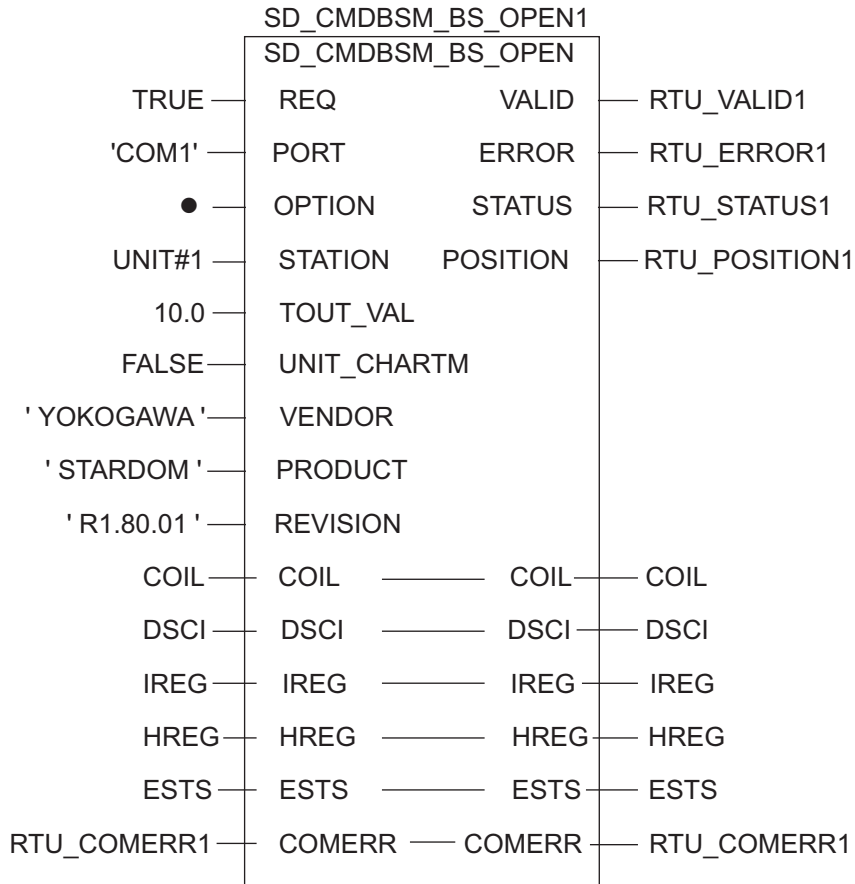 SD_CMDBSM_BS_OPEN1
SD_CMDBSM_BS_OPEN
TRUE REQ VALID RTU_VALID1
'COM1' PORT ERROR RTU_ERROR1
● OPTION STATUS RTU_STATUS1
UNIT#1 STATION POSITION RTU_POSITION1
10.0 TOUT_VAL
FALSE UNIT_CHARTM
' YOKOGAWA ' VENDOR
' STARDOM ' PRODUCT
' R1.80.01 ' REVISION
COIL COIL COIL COIL
DSCI DSCI DSCI DSCI
IREG IREG IREG IREG
HREG HREG HREG HREG
ESTS ESTS ESTS ESTS
RTU_COMERR1 COMERR COMERR RTU_COMERR1